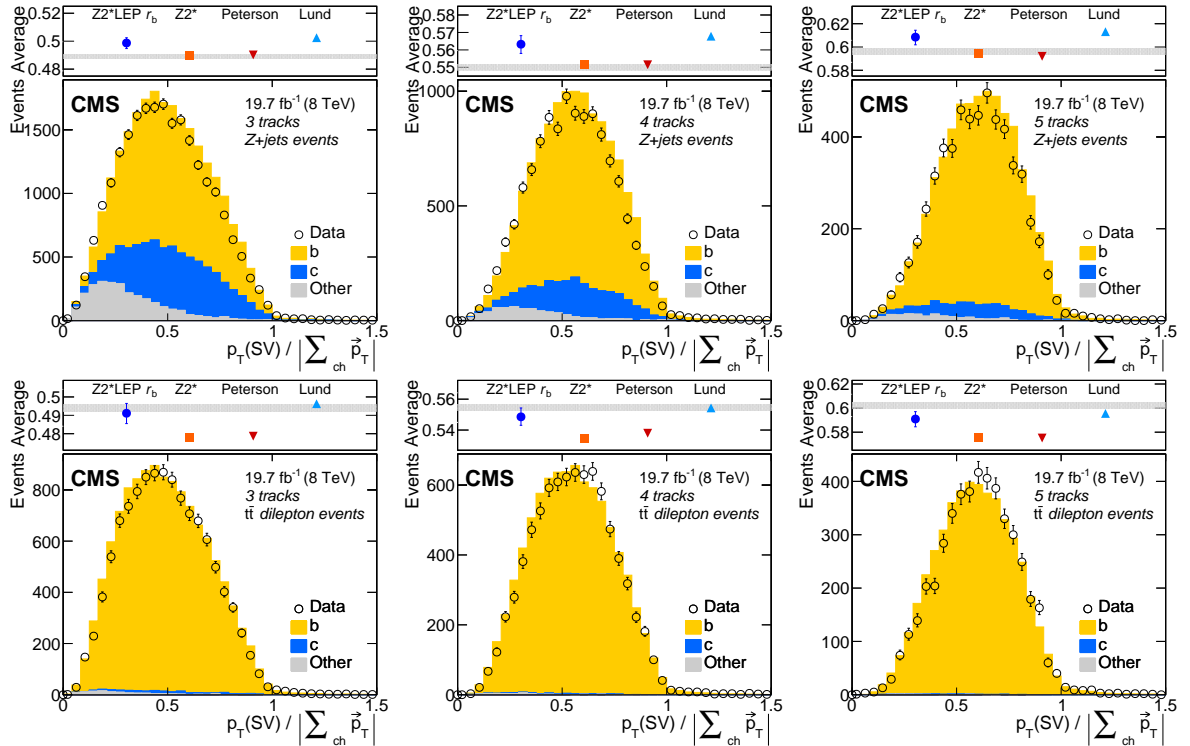 Z2*LEP r_b Z2* Peterson Lund
Average
0.52
0.5
0.48
Events
CMS
19.7 fb⁻¹ (8 TeV)
3 tracks
Z+jets events
1500
1000
500
0
Data
b
c
Other
0 0.5 1 1.5
p_T(SV) / |∑_ch p⃗_T|
Z2*LEP r_b Z2* Peterson Lund
Average
0.58
0.57
0.56
0.55
Events
CMS
19.7 fb⁻¹ (8 TeV)
4 tracks
Z+jets events
1000
500
0
Data
b
c
Other
0 0.5 1 1.5
p_T(SV) / |∑_ch p⃗_T|
Z2*LEP r_b Z2* Peterson Lund
Average
0.62
0.6
0.58
Events
CMS
19.7 fb⁻¹ (8 TeV)
5 tracks
Z+jets events
400
200
0
Data
b
c
Other
0 0.5 1 1.5
p_T(SV) / |∑_ch p⃗_T|
Z2*LEP r_b Z2* Peterson Lund
Average
0.5
0.49
0.48
Events
CMS
19.7 fb⁻¹ (8 TeV)
3 tracks
tt̄ dilepton events
800
600
400
200
0
Data
b
c
Other
0 0.5 1 1.5
p_T(SV) / |∑_ch p⃗_T|
Z2*LEP r_b Z2* Peterson Lund
Average
0.56
0.54
Events
CMS
19.7 fb⁻¹ (8 TeV)
4 tracks
tt̄ dilepton events
600
400
200
0
Data
b
c
Other
0 0.5 1 1.5
p_T(SV) / |∑_ch p⃗_T|
Z2*LEP r_b Z2* Peterson Lund
Average
0.62
0.6
0.58
Events
CMS
19.7 fb⁻¹ (8 TeV)
5 tracks
tt̄ dilepton events
400
300
200
100
0
Data
b
c
Other
0 0.5 1 1.5
p_T(SV) / |∑_ch p⃗_T|